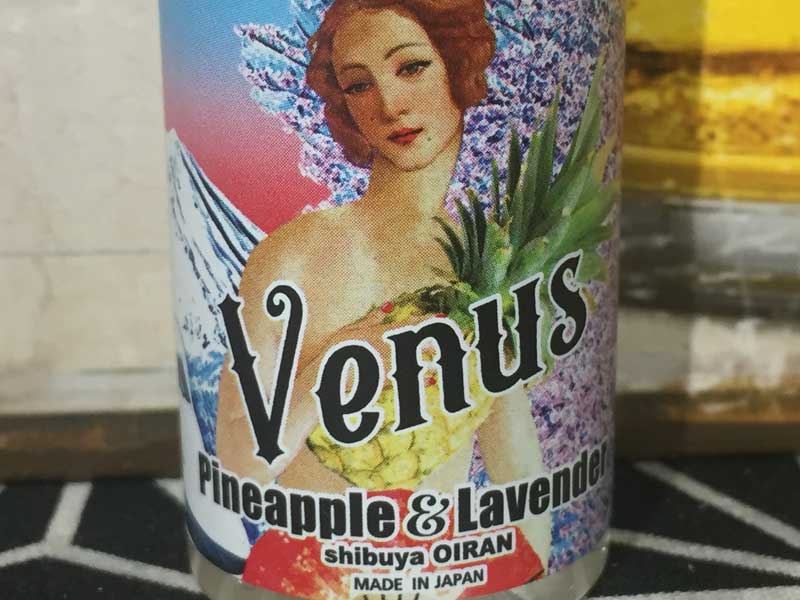 Venus
Pineapple & Lavender
shibuya OIRAN
MADE IN JAPAN